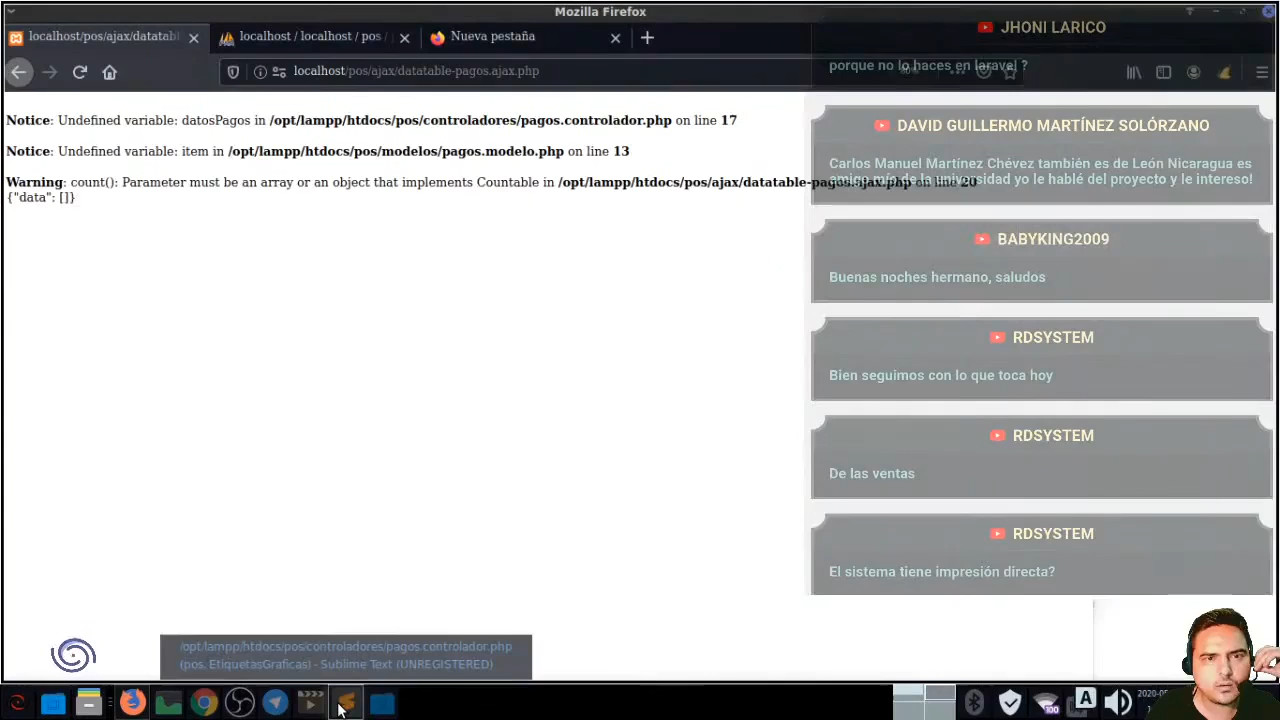 Mozilla Firefox
localhost/pos/ajax/datatabl
localhost / localhost / pos /
Nueva pestaña
localhost/pos/ajax/datatable-pagos.ajax.php
Notice: Undefined variable: datosPagos in /opt/lampp/htdocs/pos/controladores/pagos.controlador.php on line 17
Notice: Undefined variable: item in /opt/lampp/htdocs/pos/modelos/pagos.modelo.php on line 13
Warning: count(): Parameter must be an array or an object that implements Countable in /opt/lampp/htdocs/pos/ajax/datatable-pagos.ajax.php on line 20
{"data": []}
JHONI LARICO
porque no lo haces en laravel ?
DAVID GUILLERMO MARTÍNEZ SOLÓRZANO
Carlos Manuel Martínez Chévez también es de León Nicaragua es
amigo mío de la universidad yo le hablé del proyecto y le intereso!
BABYKING2009
Buenas noches hermano, saludos
RDSYSTEM
Bien seguimos con lo que toca hoy
RDSYSTEM
De las ventas
RDSYSTEM
El sistema tiene impresión directa?
/opt/lampp/htdocs/pos/controladores/pagos.controlador.php
(pos, EtiquetasGraficas) - Sublime Text (UNREGISTERED)
100
A